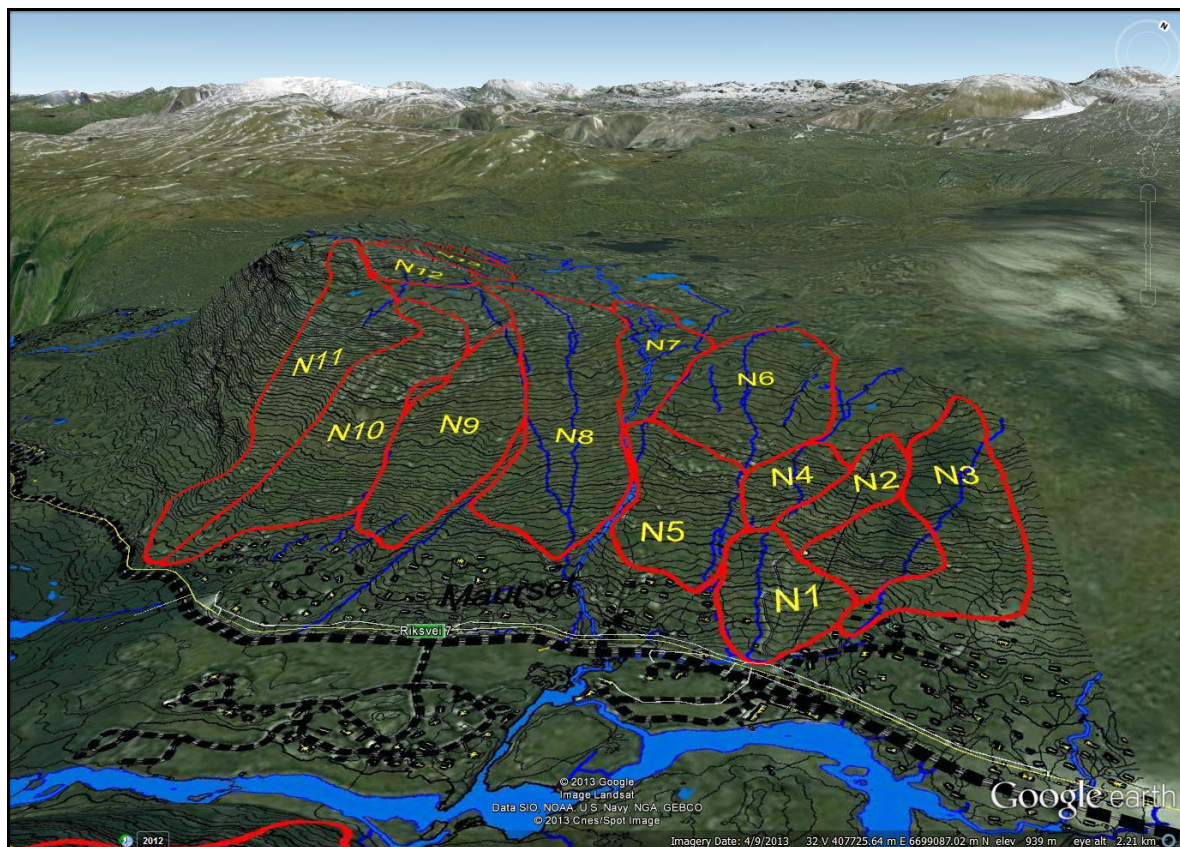 N
N13
N12
N7
N11
N6
N10
N9
N8
N4
N2
N3
N5
Mantset
N1
Riksvei 7
© 2013 Google
Image Landsat
Data SIO, NOAA, U.S. Navy, NGA, GEBCO
© 2013 Cnes/Spot Image
Google earth
2012
Imagery Date: 4/9/2013 32 V 407725.64 m E 6699087.02 m N elev 939 m eye alt 2.21 km